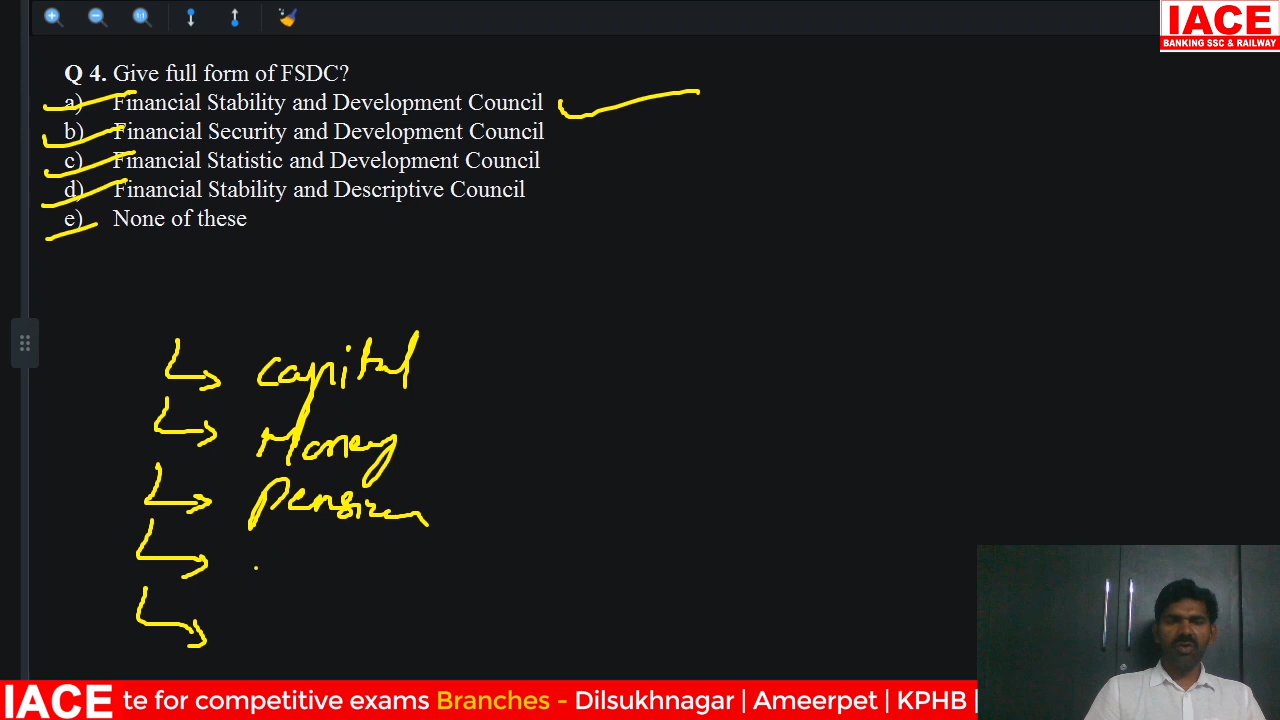 IACE
BANKING SSC & RAILWAY
Q 4. Give full form of FSDC?
a) Financial Stability and Development Council
b) Financial Security and Development Council
c) Financial Statistic and Development Council
d) Financial Stability and Descriptive Council
e) None of these
Capital
Money
Pension
IACE te for competitive exams Branches - Dilsukhnagar | Ameerpet | KPHB |